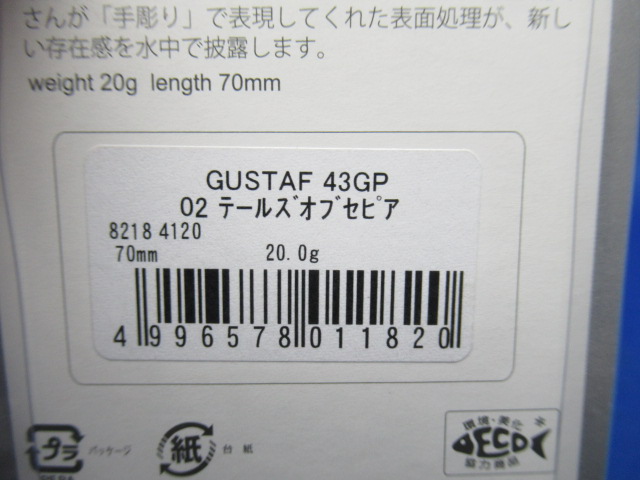 さんが「手彫り」で表現してくれた表面処理が、新し
い存在感を水中で披露します。
weight 20g length 70mm
GUSTAF 43GP
02 テールズオブセピア
8218 4120
70mm 20.0g
4 996578 011820
プラ パッケージ
紙 台紙
環境・美化
ECO
協力商品